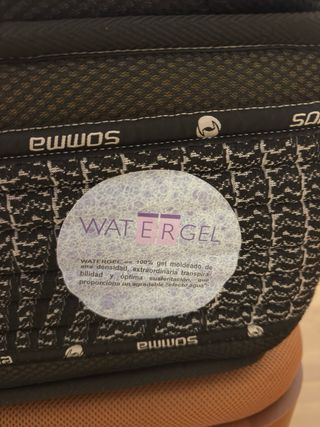 somma
so
WATERGEL
WATERGEL es 100% gel moldeado de
una densidad, extraordinaria transpira-
bilidad y óptima sustentación, que
proporciona un agradable "efecto agua".
somma